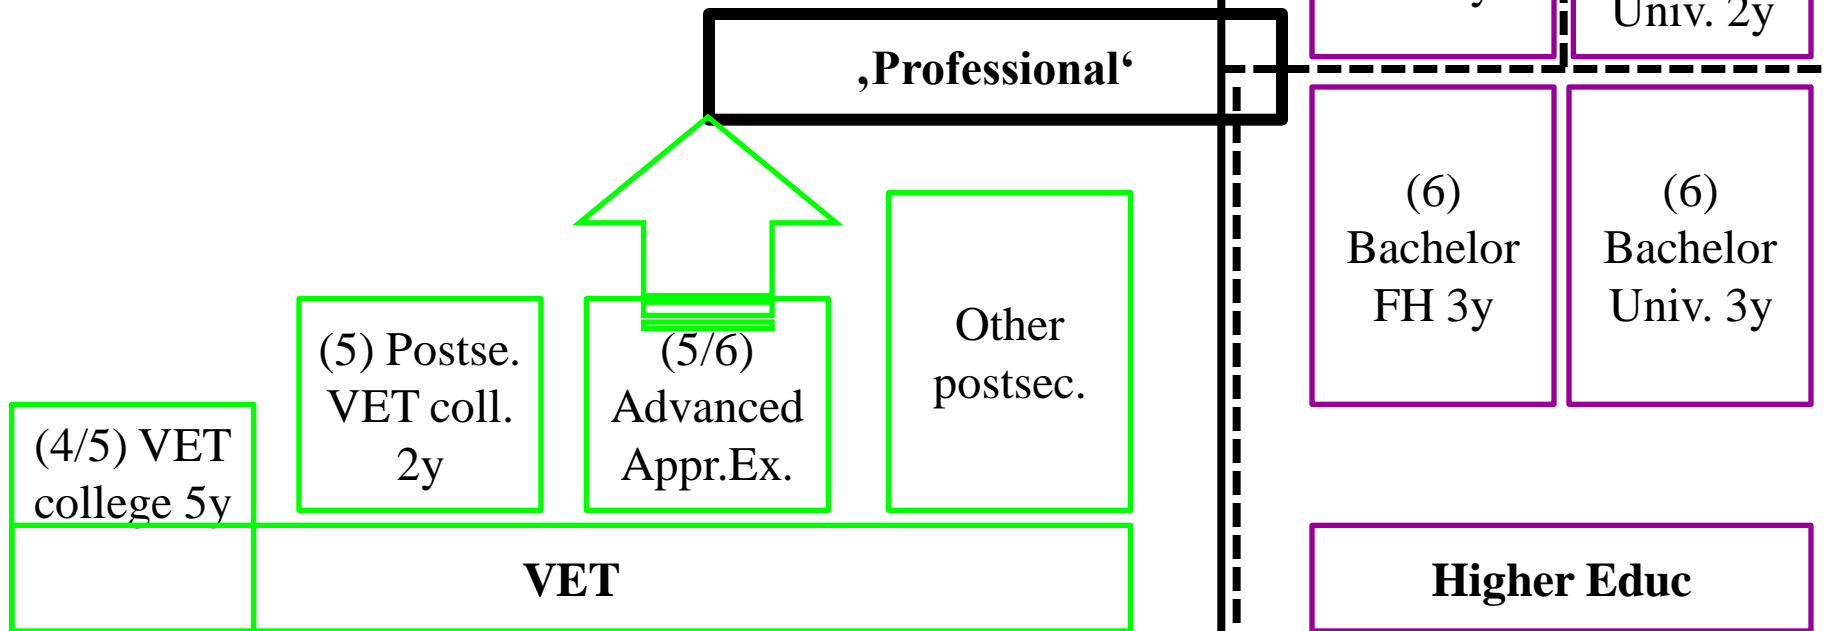 Univ. 2y
‚Professional‘
(6)
Bachelor
FH 3y
(6)
Bachelor
Univ. 3y
Other
postsec.
(5) Postse.
VET coll.
2y
(5/6)
Advanced
Appr.Ex.
(4/5) VET
college 5y
VET
Higher Educ